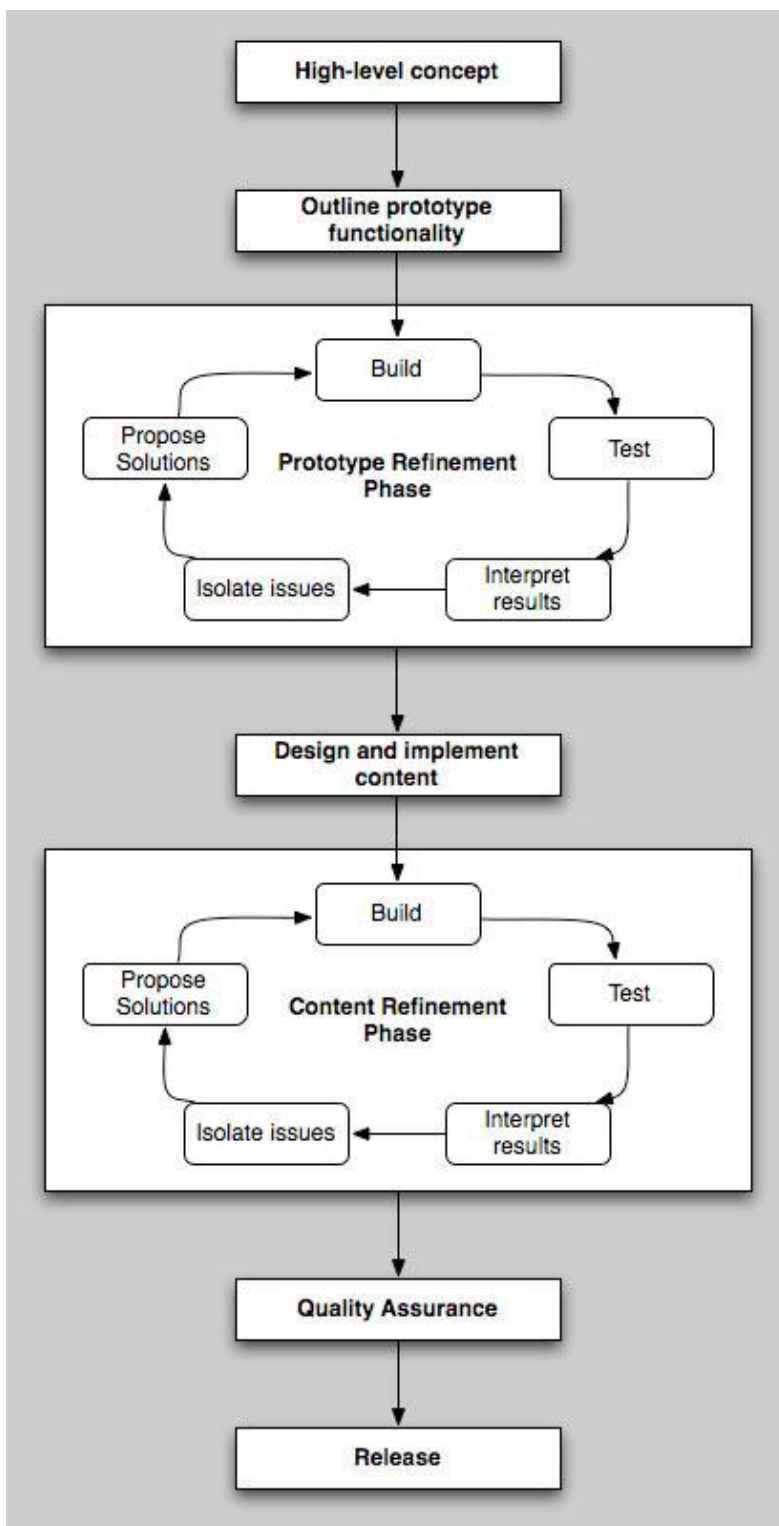 High-level concept
Outline prototype
functionality
Build
Test
Propose
Solutions
Prototype Refinement
Phase
Interpret
results
Isolate issues
Design and implement
content
Build
Test
Propose
Solutions
Content Refinement
Phase
Interpret
results
Isolate issues
Quality Assurance
Release